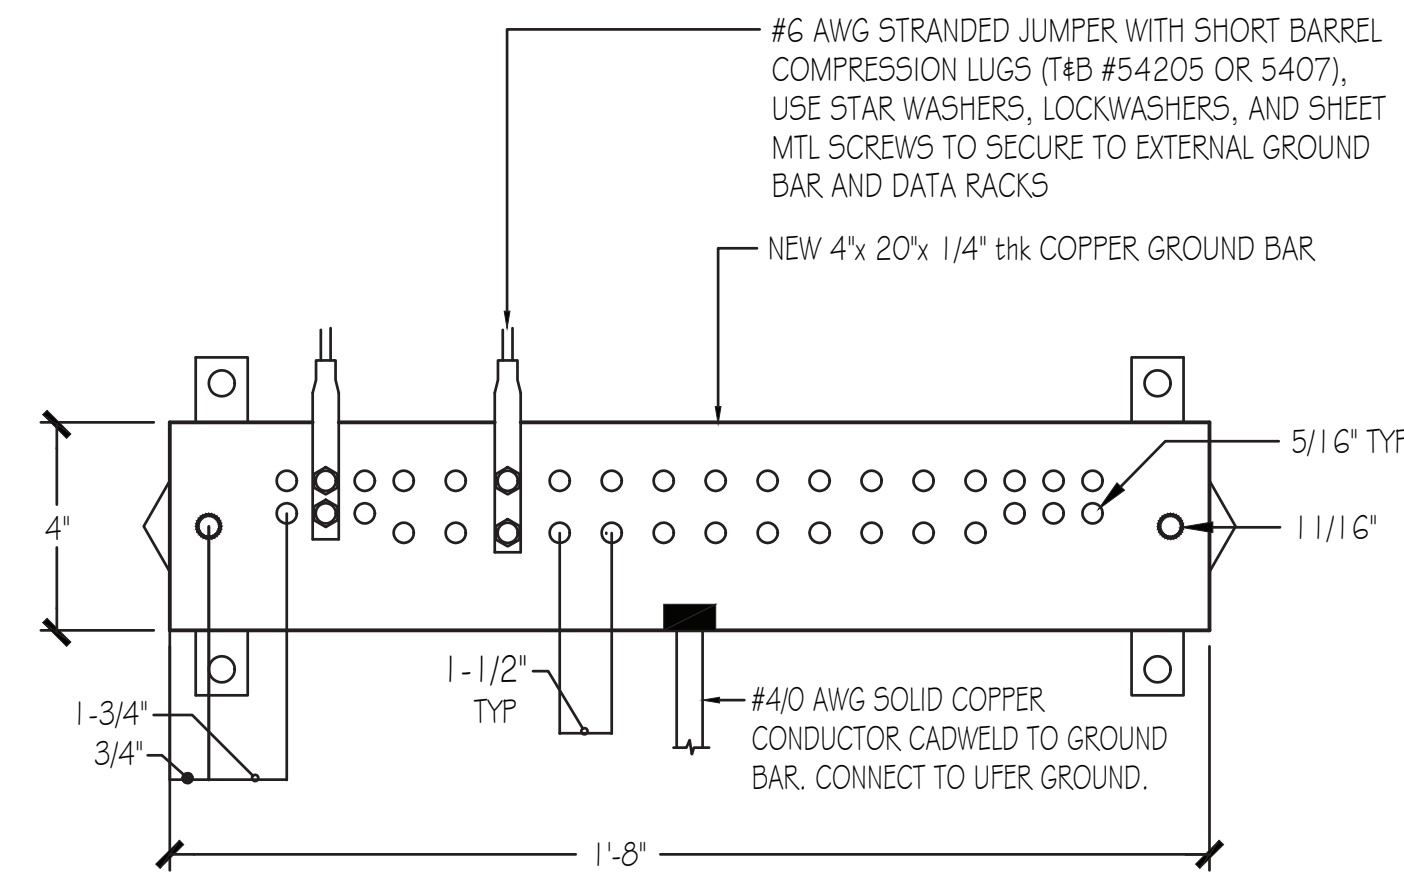 #6 AWG STRANDED JUMPER WITH SHORT BARREL
COMPRESSION LUGS (T&B #54205 OR 5407),
USE STAR WASHERS, LOCKWASHERS, AND SHEET
MTL SCREWS TO SECURE TO EXTERNAL GROUND
BAR AND DATA RACKS
NEW 4"x 20"x 1/4" thk COPPER GROUND BAR
5/16" TYP
4"
11/16"
1-1/2"
TYP
#4/0 AWG SOLID COPPER
CONDUCTOR CADWELD TO GROUND
BAR. CONNECT TO UFER GROUND.
1-3/4"
3/4"
1'-8"